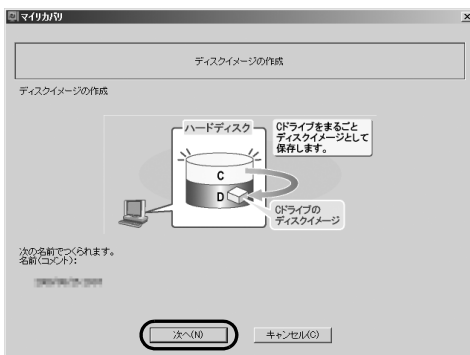 マイリカバリ
ディスクイメージの作成
ディスクイメージの作成
ハードディスク
Cドライブをまるごと
ディスクイメージとして
保存します。
C
D
Cドライブの
ディスクイメージ
次の名前でつくられます。
名前(コメント):
次へ(N)
キャンセル(C)